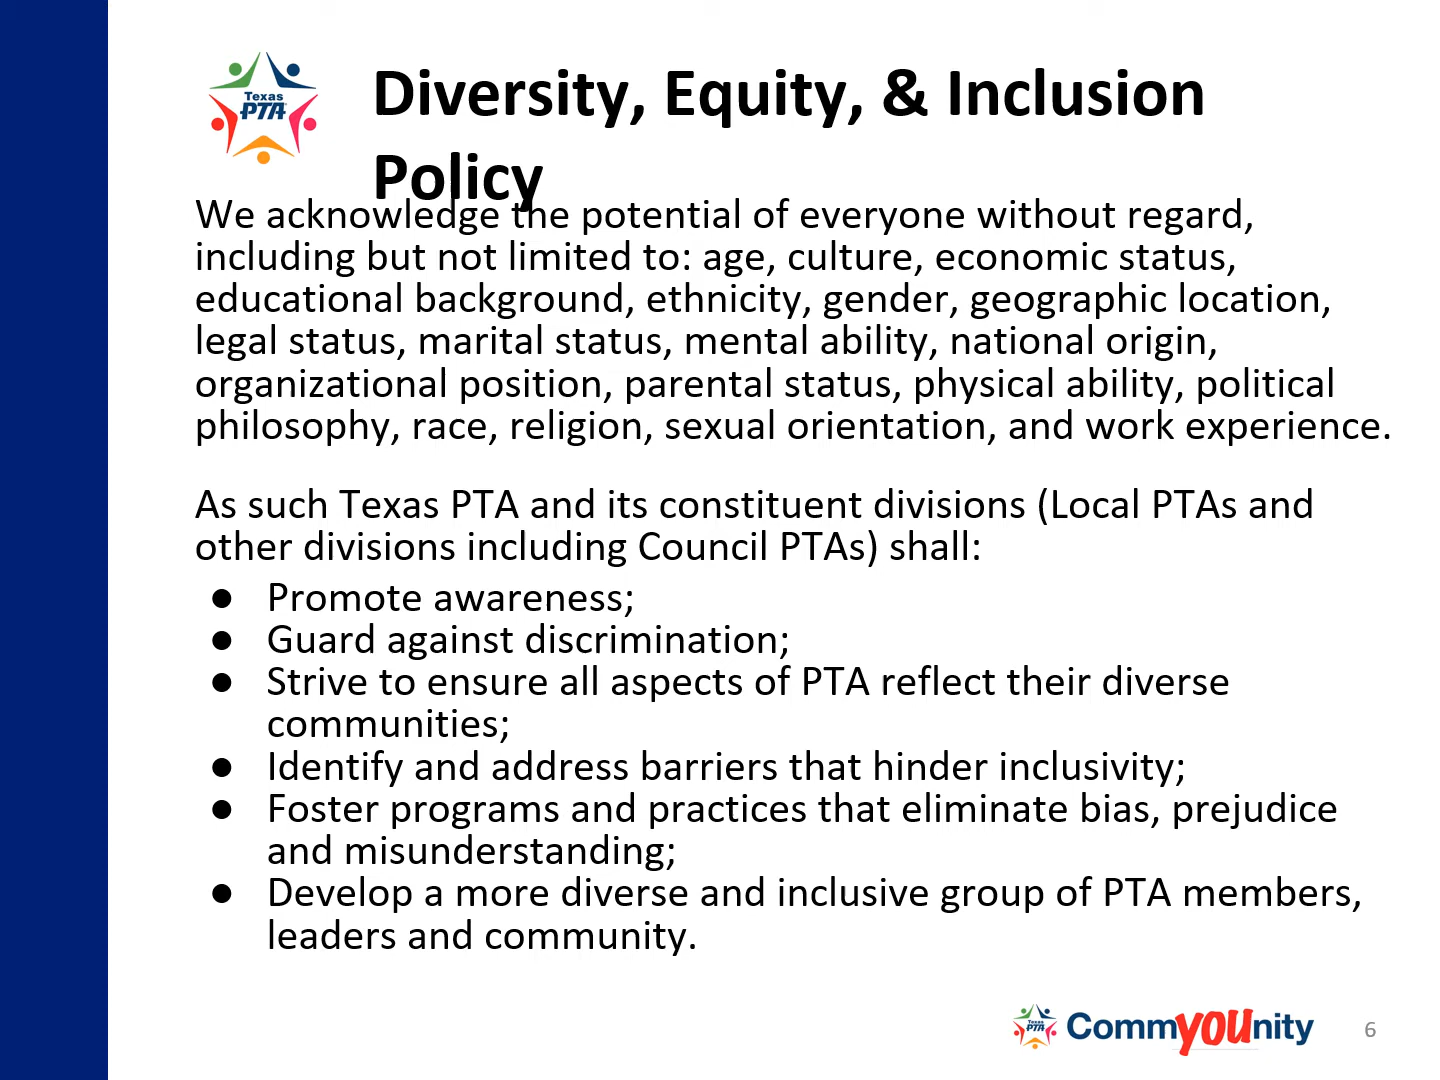 Texas
PTA
Diversity, Equity, & Inclusion
Policy
We acknowledge the potential of everyone without regard,
including but not limited to: age, culture, economic status,
educational background, ethnicity, gender, geographic location,
legal status, marital status, mental ability, national origin,
organizational position, parental status, physical ability, political
philosophy, race, religion, sexual orientation, and work experience.
As such Texas PTA and its constituent divisions (Local PTAs and
other divisions including Council PTAs) shall:
● Promote awareness;
● Guard against discrimination;
● Strive to ensure all aspects of PTA reflect their diverse
communities;
● Identify and address barriers that hinder inclusivity;
● Foster programs and practices that eliminate bias, prejudice
and misunderstanding;
● Develop a more diverse and inclusive group of PTA members,
leaders and community.
Texas
PTA
CommYOUnity
6